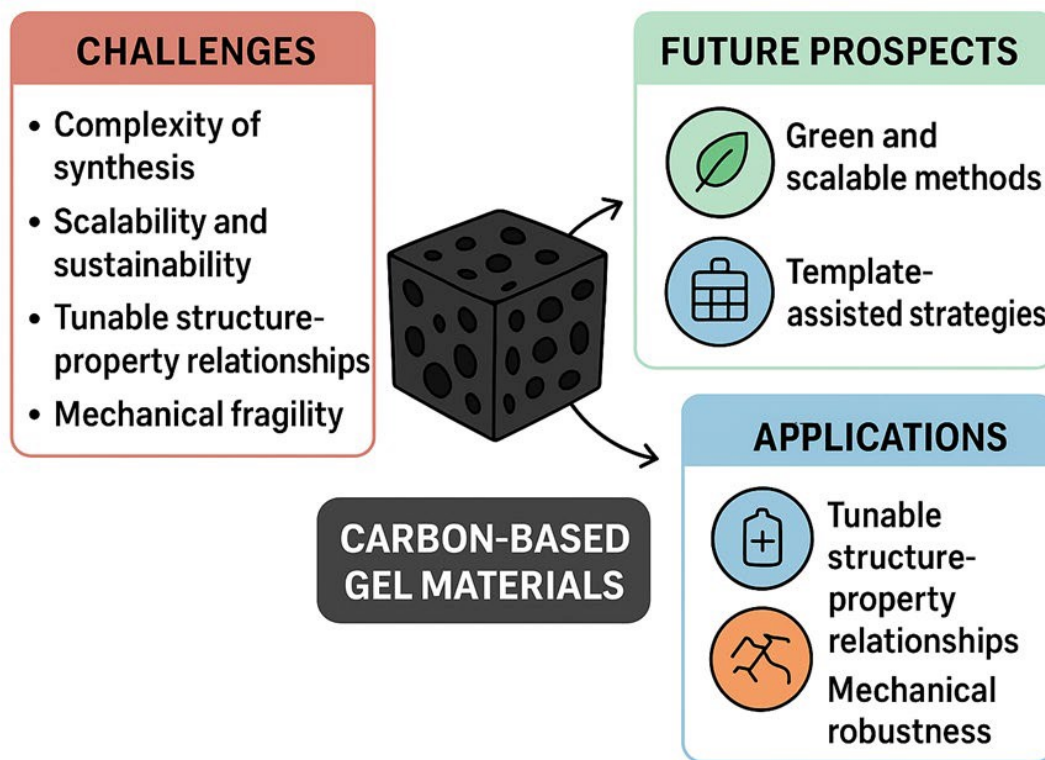 CHALLENGES
• Complexity of
synthesis
• Scalability and
sustainability
• Tunable structure-
property relationships
• Mechanical fragility
FUTURE PROSPECTS
Green and
scalable methods
Template-
assisted strategies
CARBON-BASED
GEL MATERIALS
APPLICATIONS
Tunable
structure-
property
relationships
Mechanical
robustness